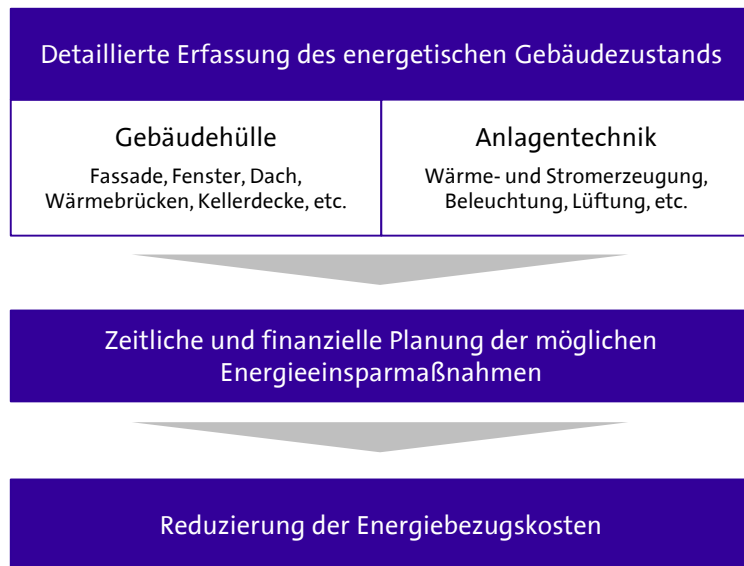 Detaillierte Erfassung des energetischen Gebäudezustands
Gebäudehülle
Fassade, Fenster, Dach,
Wärmebrücken, Kellerdecke, etc.
Anlagentechnik
Wärme- und Stromerzeugung,
Beleuchtung, Lüftung, etc.
Zeitliche und finanzielle Planung der möglichen
Energieeinsparmaßnahmen
Reduzierung der Energiebezugskosten